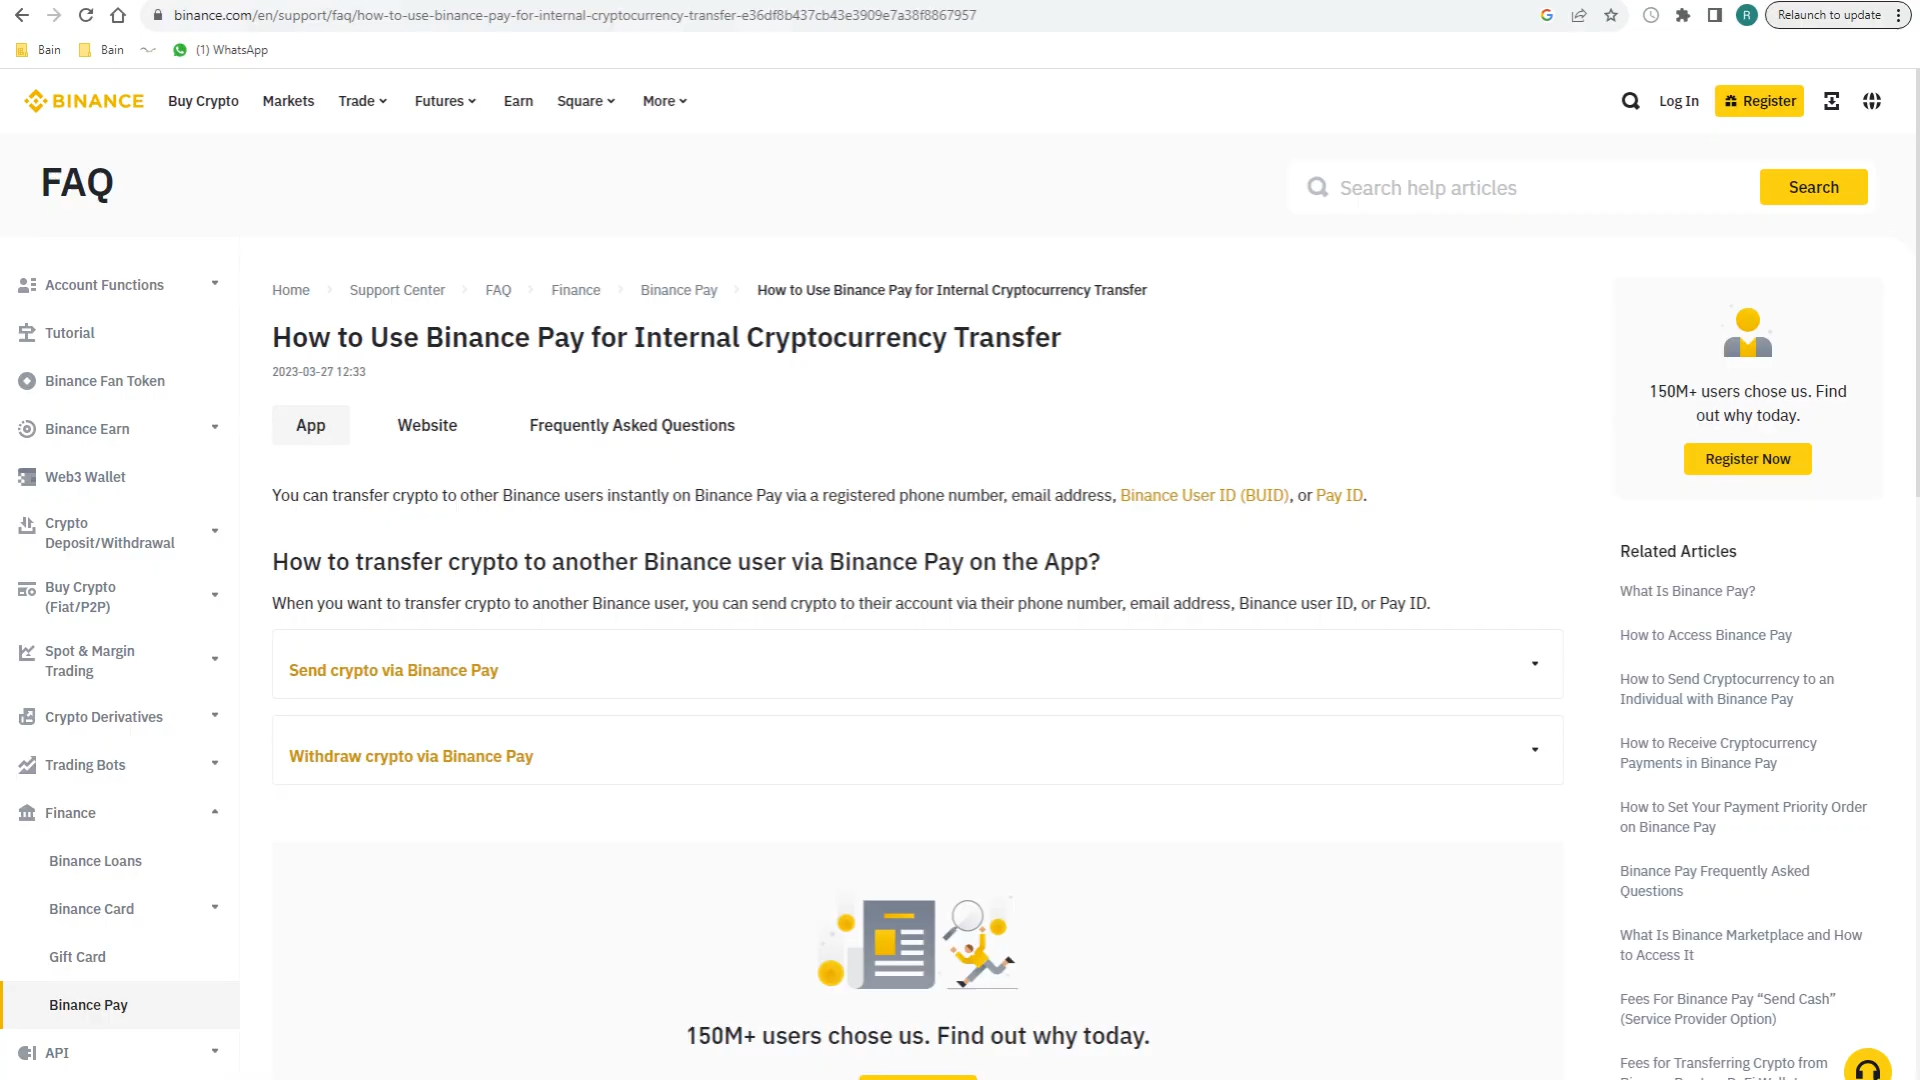 binance.com/en/support/faq/how-to-use-binance-pay-for-internal-cryptocurrency-transfer-e36df8b437cb43e3909e7a38f8867957
R
Relaunch to update
Bain
Bain
(1) WhatsApp
BINANCE
Buy Crypto
Markets
Trade
Futures
Earn
Square
More
Log In
Register
FAQ
Search help articles
Search
Account Functions
Tutorial
Binance Fan Token
Binance Earn
Web3 Wallet
Crypto
Deposit/Withdrawal
Buy Crypto
(Fiat/P2P)
Spot & Margin
Trading
Crypto Derivatives
Trading Bots
Finance
Binance Loans
Binance Card
Gift Card
Binance Pay
API
Home
Support Center
FAQ
Finance
Binance Pay
How to Use Binance Pay for Internal Cryptocurrency Transfer
How to Use Binance Pay for Internal Cryptocurrency Transfer
2023-03-27 12:33
App
Website
Frequently Asked Questions
You can transfer crypto to other Binance users instantly on Binance Pay via a registered phone number, email address, Binance User ID (BUID), or Pay ID.
How to transfer crypto to another Binance user via Binance Pay on the App?
When you want to transfer crypto to another Binance user, you can send crypto to their account via their phone number, email address, Binance user ID, or Pay ID.
Send crypto via Binance Pay
Withdraw crypto via Binance Pay
150M+ users chose us. Find out why today.
150M+ users chose us. Find
out why today.
Register Now
Related Articles
What Is Binance Pay?
How to Access Binance Pay
How to Send Cryptocurrency to an
Individual with Binance Pay
How to Receive Cryptocurrency
Payments in Binance Pay
How to Set Your Payment Priority Order
on Binance Pay
Binance Pay Frequently Asked
Questions
What Is Binance Marketplace and How
to Access It
Fees For Binance Pay “Send Cash”
(Service Provider Option)
Fees for Transferring Crypto from